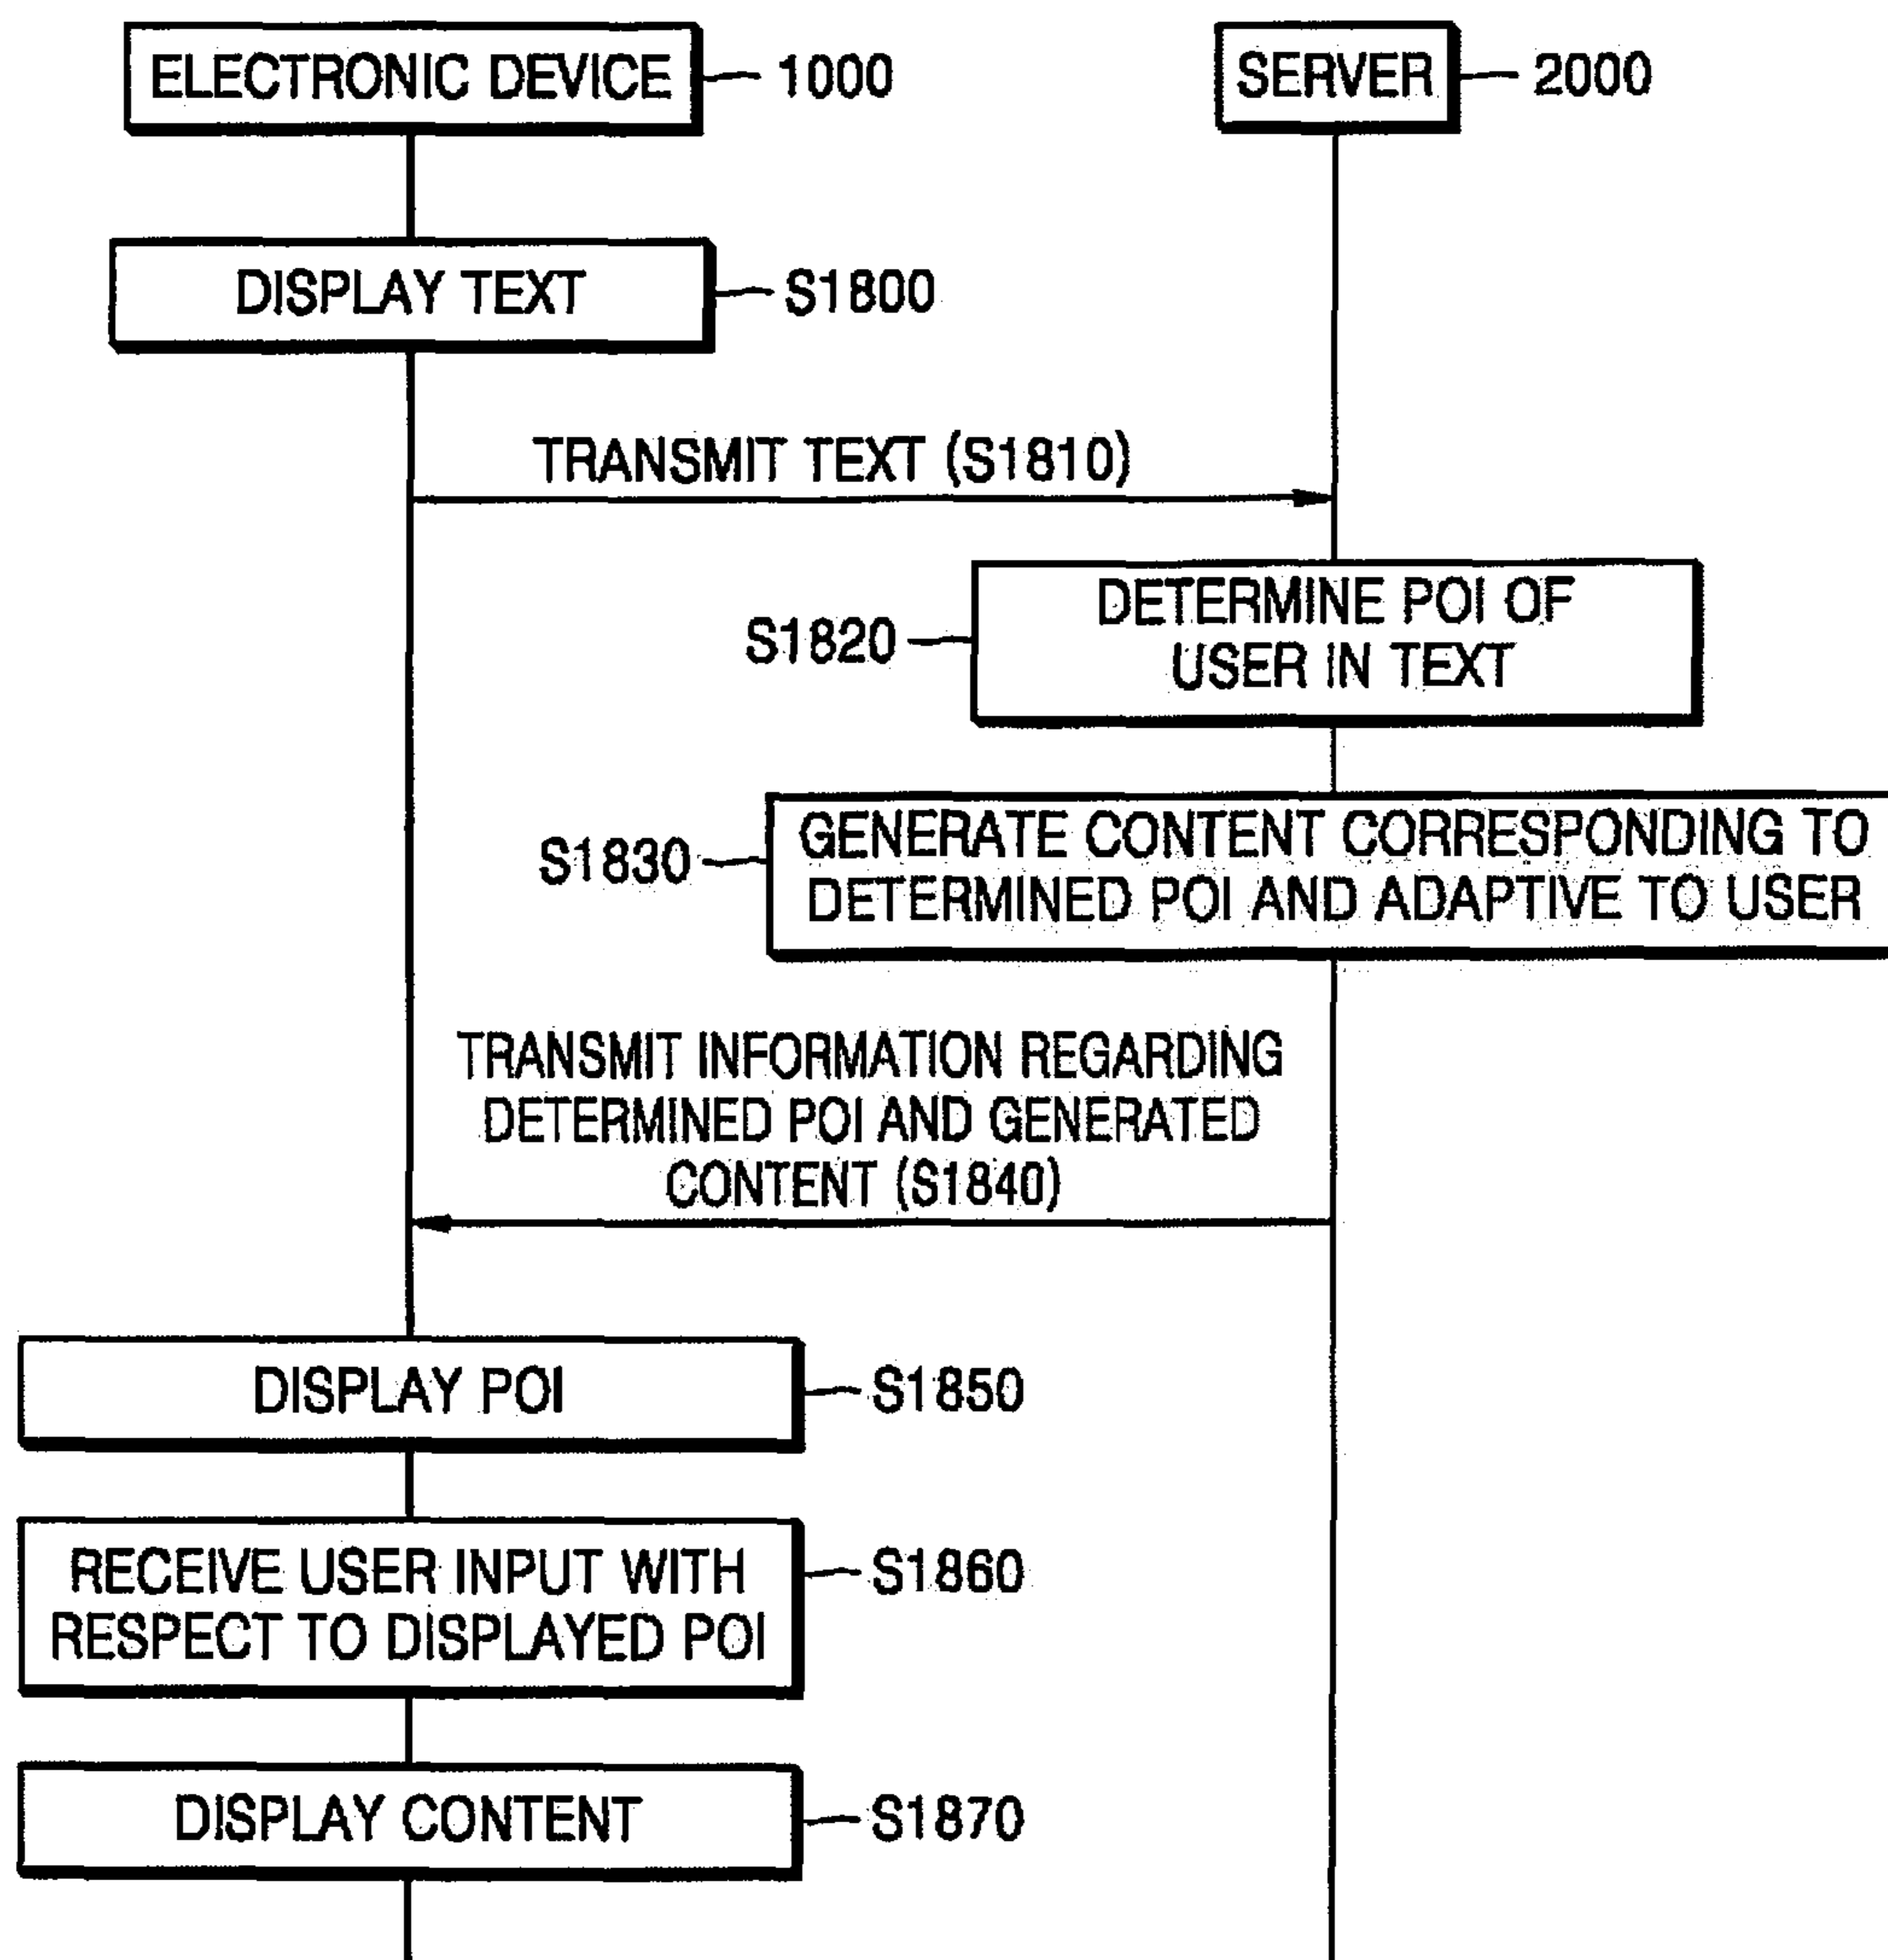 ELECTRONIC DEVICE
1000
SERVER
2000
DISPLAY TEXT
S1800
TRANSMIT TEXT (S1810)
DETERMINE POI OF
USER IN TEXT
S1820
GENERATE CONTENT CORRESPONDING TO
DETERMINED POI AND ADAPTIVE TO USER
S1830
TRANSMIT INFORMATION REGARDING
DETERMINED POI AND GENERATED
CONTENT (S1840)
DISPLAY POI
S1850
RECEIVE USER INPUT WITH
RESPECT TO DISPLAYED POI
S1860
DISPLAY CONTENT
S1870